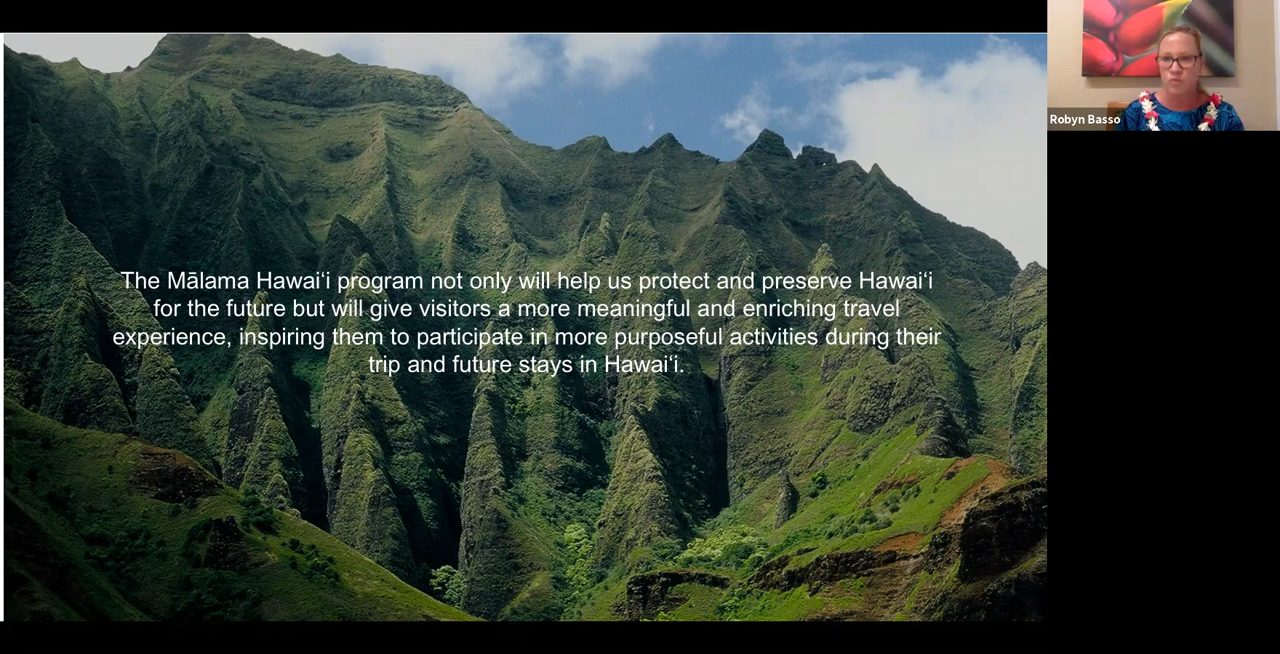 The Mālama Hawaiʻi program not only will help us protect and preserve Hawaiʻi
for the future but will give visitors a more meaningful and enriching travel
experience, inspiring them to participate in more purposeful activities during their
trip and future stays in Hawaiʻi.
Robyn Basso